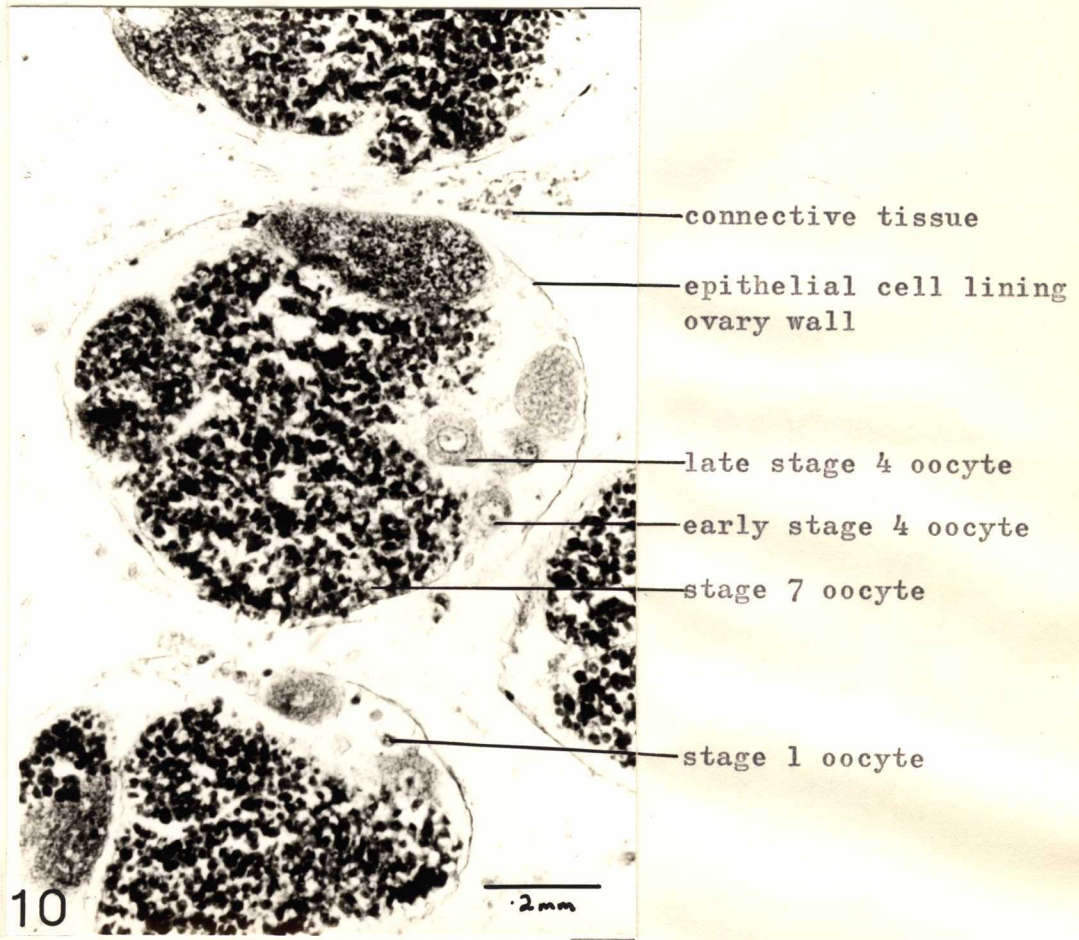 connective tissue
epithelial cell lining
ovary wall
late stage 4 oocyte
early stage 4 oocyte
stage 7 oocyte
stage 1 oocyte
.2mm
10